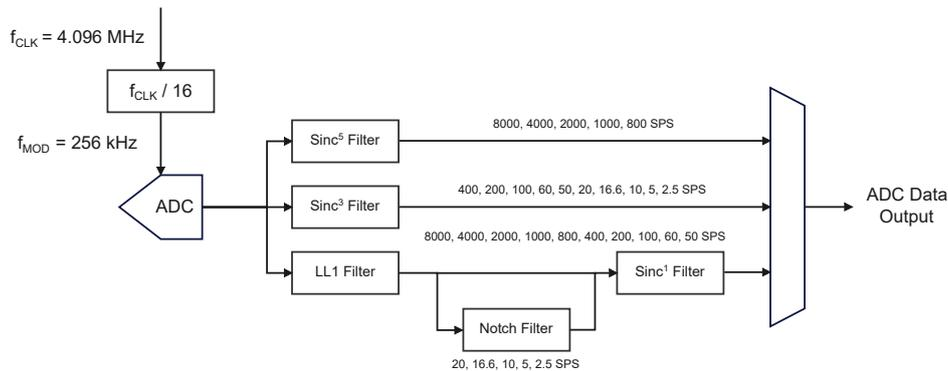 f_CLK = 4.096 MHz
f_CLK / 16
f_MOD = 256 kHz
ADC
Sinc⁵ Filter
8000, 4000, 2000, 1000, 800 SPS
Sinc³ Filter
400, 200, 100, 60, 50, 20, 16.6, 10, 5, 2.5 SPS
8000, 4000, 2000, 1000, 800, 400, 200, 100, 60, 50 SPS
LL1 Filter
Sinc¹ Filter
Notch Filter
20, 16.6, 10, 5, 2.5 SPS
ADC Data
Output